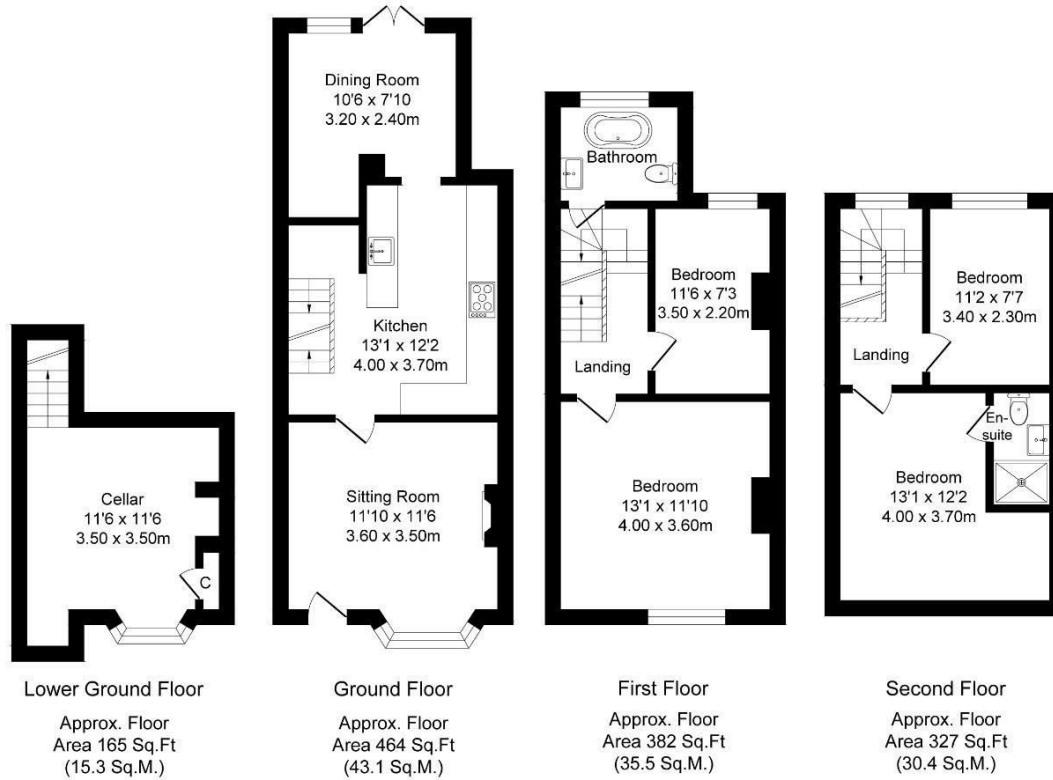 Dining Room
10'6 x 7'10
3.20 x 2.40m
Kitchen
13'1 x 12'2
4.00 x 3.70m
Sitting Room
11'10 x 11'6
3.60 x 3.50m
Cellar
11'6 x 11'6
3.50 x 3.50m
C
Bathroom
Bedroom
11'6 x 7'3
3.50 x 2.20m
Landing
Bedroom
13'1 x 11'10
4.00 x 3.60m
Bedroom
11'2 x 7'7
3.40 x 2.30m
Landing
En-
suite
Bedroom
13'1 x 12'2
4.00 x 3.70m
Lower Ground Floor
Approx. Floor
Area 165 Sq.Ft
(15.3 Sq.M.)
Ground Floor
Approx. Floor
Area 464 Sq.Ft
(43.1 Sq.M.)
First Floor
Approx. Floor
Area 382 Sq.Ft
(35.5 Sq.M.)
Second Floor
Approx. Floor
Area 327 Sq.Ft
(30.4 Sq.M.)